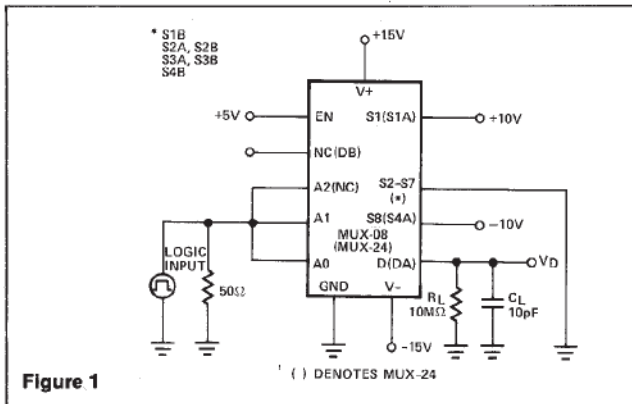 * S1B
S2A, S2B
S3A, S3B
S4B
+15V
V+
+5V
EN
S1(S1A)
+10V
NC(DB)
A2(NC)
S2–S7
(*)
A1
S8(S4A)
−10V
MUX-08
(MUX-24)
LOGIC
INPUT
A0
D(DA)
VD
50Ω
GND
V−
RL
10MΩ
CL
10pF
−15V
Figure 1
( ) DENOTES MUX-24